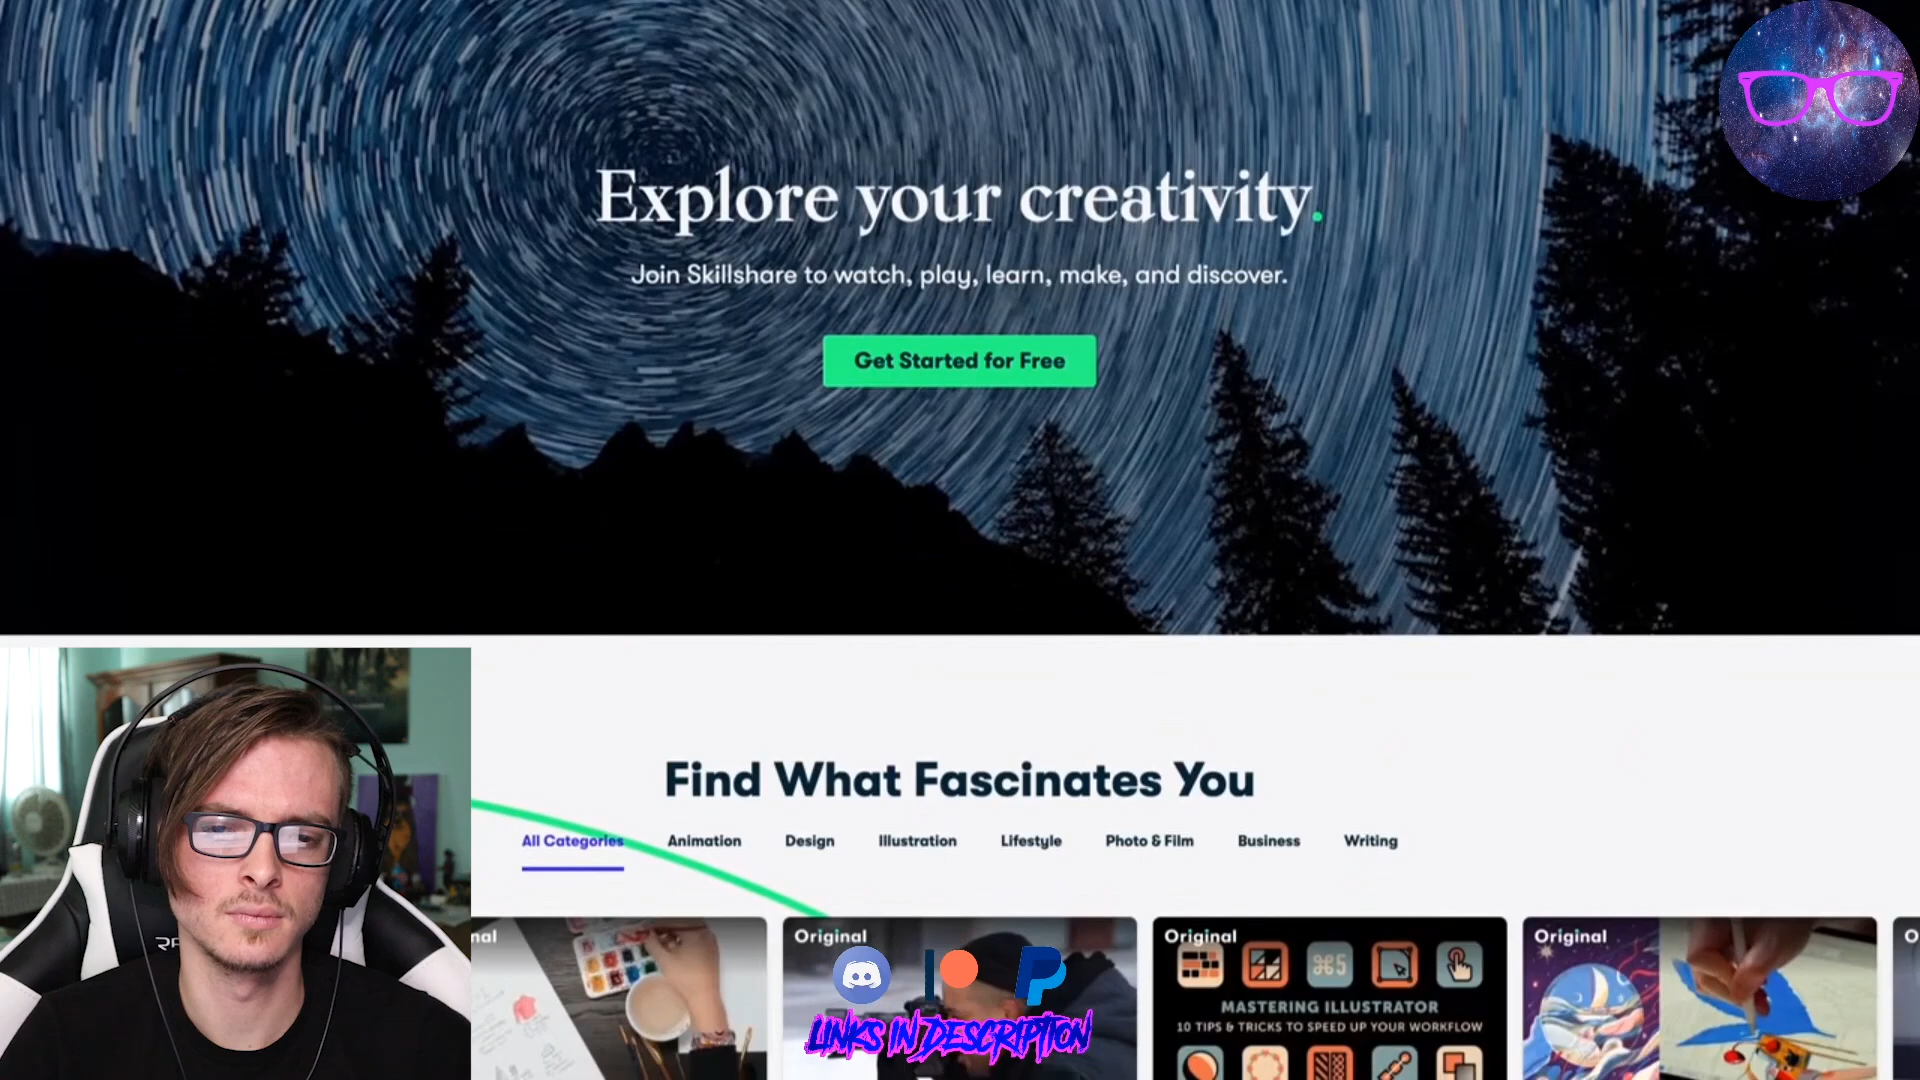 Explore your creativity.
Join Skillshare to watch, play, learn, make, and discover.
Get Started for Free
Find What Fascinates You
All Categories Animation Design Illustration Lifestyle Photo & Film Business Writing
nal Original Original Original O
⌘5
MASTERING ILLUSTRATOR
10 TIPS & TRICKS TO SPEED UP YOUR WORKFLOW
LINKS IN DESCRIPTION